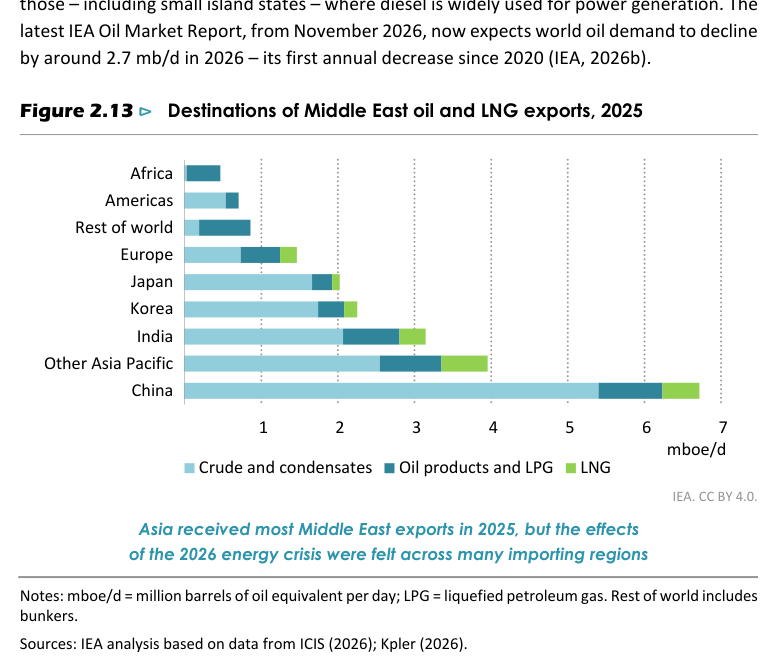 those – including small island states – where diesel is widely used for power generation. The
latest IEA Oil Market Report, from November 2026, now expects world oil demand to decline
by around 2.7 mb/d in 2026 – its first annual decrease since 2020 (IEA, 2026b).
Figure 2.13 ⊳ Destinations of Middle East oil and LNG exports, 2025
Africa
Americas
Rest of world
Europe
Japan
Korea
India
Other Asia Pacific
China
1 2 3 4 5 6 7
mboe/d
Crude and condensates Oil products and LPG LNG
IEA. CC BY 4.0.
Asia received most Middle East exports in 2025, but the effects
of the 2026 energy crisis were felt across many importing regions
Notes: mboe/d = million barrels of oil equivalent per day; LPG = liquefied petroleum gas. Rest of world includes
bunkers.
Sources: IEA analysis based on data from ICIS (2026); Kpler (2026).